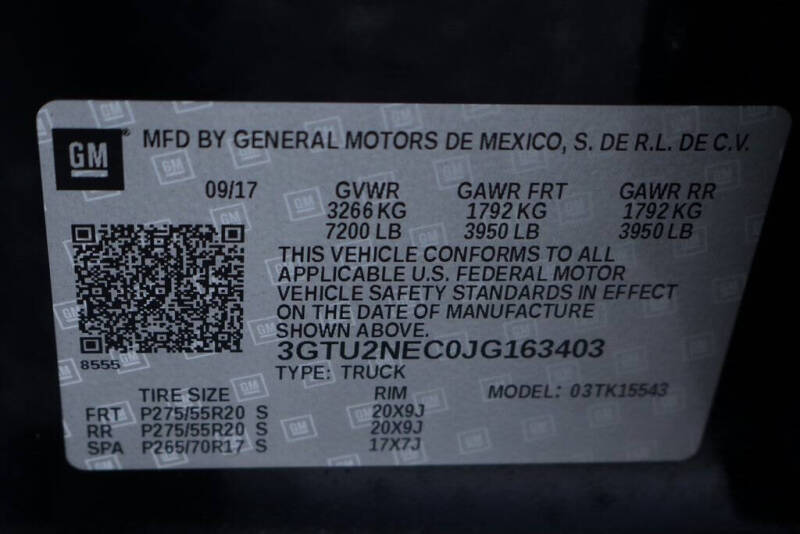 GM
MFD BY GENERAL MOTORS DE MEXICO, S. DE R.L. DE C.V.
09/17 GVWR GAWR FRT GAWR RR
3266 KG 1792 KG 1792 KG
7200 LB 3950 LB 3950 LB
THIS VEHICLE CONFORMS TO ALL
APPLICABLE U.S. FEDERAL MOTOR
VEHICLE SAFETY STANDARDS IN EFFECT
ON THE DATE OF MANUFACTURE
SHOWN ABOVE.
3GTU2NEC0JG163403
8555
TYPE: TRUCK
TIRE SIZE RIM MODEL: 03TK15543
FRT P275/55R20 S 20X9J
RR P275/55R20 S 20X9J
SPA P265/70R17 S 17X7J